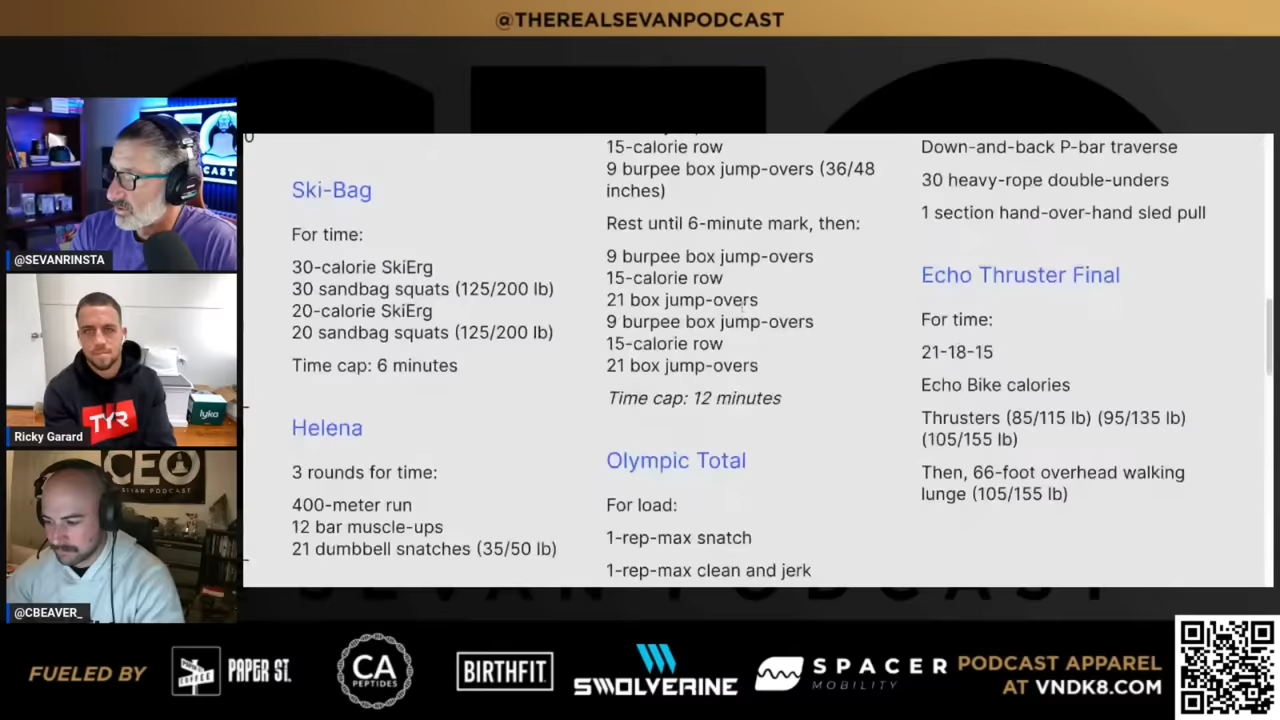 @THEREALSEVANPODCAST
CAST
@SEVANRINSTA
TYR
lyka
Ricky Garard
CEO
SEVAN PODCAST
@CBEAVER_
Ski-Bag
For time:
30-calorie SkiErg
30 sandbag squats (125/200 lb)
20-calorie SkiErg
20 sandbag squats (125/200 lb)
Time cap: 6 minutes
Helena
3 rounds for time:
400-meter run
12 bar muscle-ups
21 dumbbell snatches (35/50 lb)
15-calorie row
9 burpee box jump-overs (36/48
inches)
Rest until 6-minute mark, then:
9 burpee box jump-overs
15-calorie row
21 box jump-overs
9 burpee box jump-overs
15-calorie row
21 box jump-overs
Time cap: 12 minutes
Olympic Total
For load:
1-rep-max snatch
1-rep-max clean and jerk
Down-and-back P-bar traverse
30 heavy-rope double-unders
1 section hand-over-hand sled pull
Echo Thruster Final
For time:
21-18-15
Echo Bike calories
Thrusters (85/115 lb) (95/135 lb)
(105/155 lb)
Then, 66-foot overhead walking
lunge (105/155 lb)
SEVAN PODCAST
FUELED BY
PAPER ST.
CA
PEPTIDES
BIRTHFIT
SWOLVERINE
SPACER
MOBILITY
PODCAST APPAREL
AT VNDK8.COM